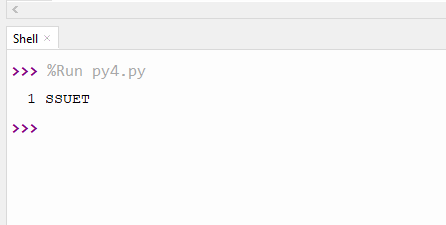 Shell ×
>>> %Run py4.py
1 SSUET
>>>